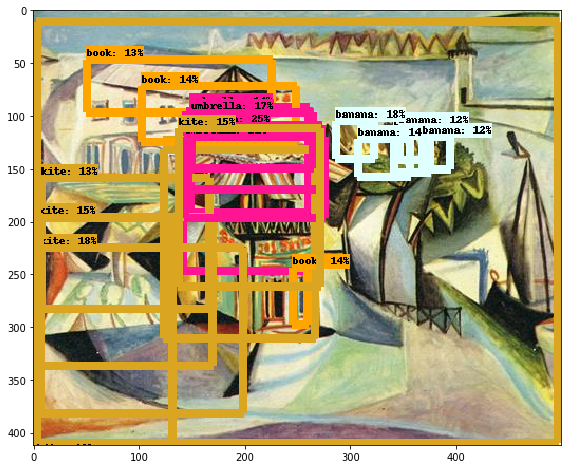 0
50
book: 13%
book: 14%
100
umbrella: 17%
25%
kite: 15%
banana: 18%
banana: 12%
banana: 14
banana: 12%
150
kite: 13%
200
kite: 15%
kite: 18%
250
book: 14%
300
350
400
0
100
200
300
400